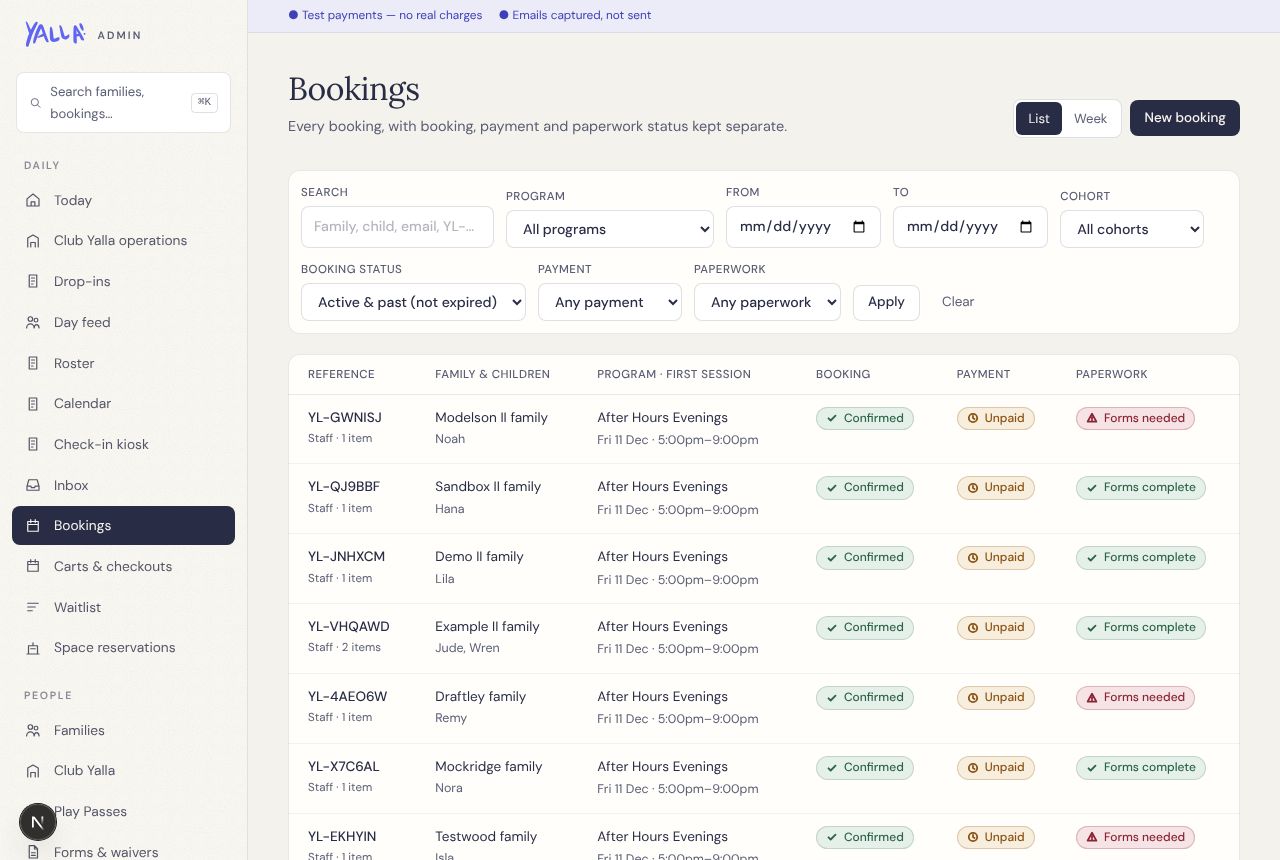 YALLA ADMIN
Test payments — no real charges
Emails captured, not sent
Search families, bookings...
⌘K
DAILY
Today
Club Yalla operations
Drop-ins
Day feed
Roster
Calendar
Check-in kiosk
Inbox
Bookings
Carts & checkouts
Waitlist
Space reservations
PEOPLE
Families
Club Yalla
Play Passes
Forms & waivers
N
Bookings
Every booking, with booking, payment and paperwork status kept separate.
List Week New booking
SEARCH PROGRAM FROM TO COHORT
Family, child, email, YL-... All programs mm/dd/yyyy mm/dd/yyyy All cohorts
BOOKING STATUS PAYMENT PAPERWORK
Active & past (not expired) Any payment Any paperwork Apply Clear
REFERENCE FAMILY & CHILDREN PROGRAM · FIRST SESSION BOOKING PAYMENT PAPERWORK
YL-GWNISJ Modelson II family After Hours Evenings Confirmed Unpaid Forms needed
Staff · 1 item Noah Fri 11 Dec · 5:00pm–9:00pm
YL-QJ9BBF Sandbox II family After Hours Evenings Confirmed Unpaid Forms complete
Staff · 1 item Hana Fri 11 Dec · 5:00pm–9:00pm
YL-JNHXCM Demo II family After Hours Evenings Confirmed Unpaid Forms complete
Staff · 1 item Lila Fri 11 Dec · 5:00pm–9:00pm
YL-VHQAWD Example II family After Hours Evenings Confirmed Unpaid Forms complete
Staff · 2 items Jude, Wren Fri 11 Dec · 5:00pm–9:00pm
YL-4AEO6W Draftley family After Hours Evenings Confirmed Unpaid Forms needed
Staff · 1 item Remy Fri 11 Dec · 5:00pm–9:00pm
YL-X7C6AL Mockridge family After Hours Evenings Confirmed Unpaid Forms complete
Staff · 1 item Nora Fri 11 Dec · 5:00pm–9:00pm
YL-EKHYIN Testwood family After Hours Evenings Confirmed Unpaid Forms needed
Staff · 1 item Isla Fri 11 Dec · 5:00pm–9:00pm